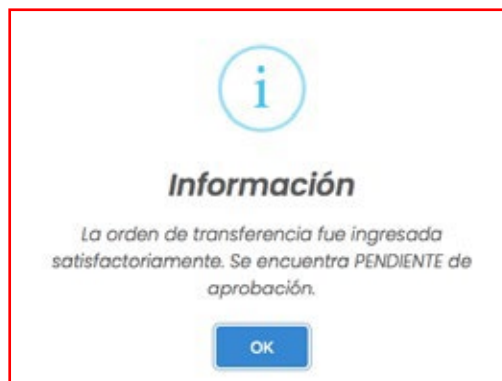 i
Información
La orden de transferencia fue ingresada
satisfactoriamente. Se encuentra PENDIENTE de
aprobación.
OK